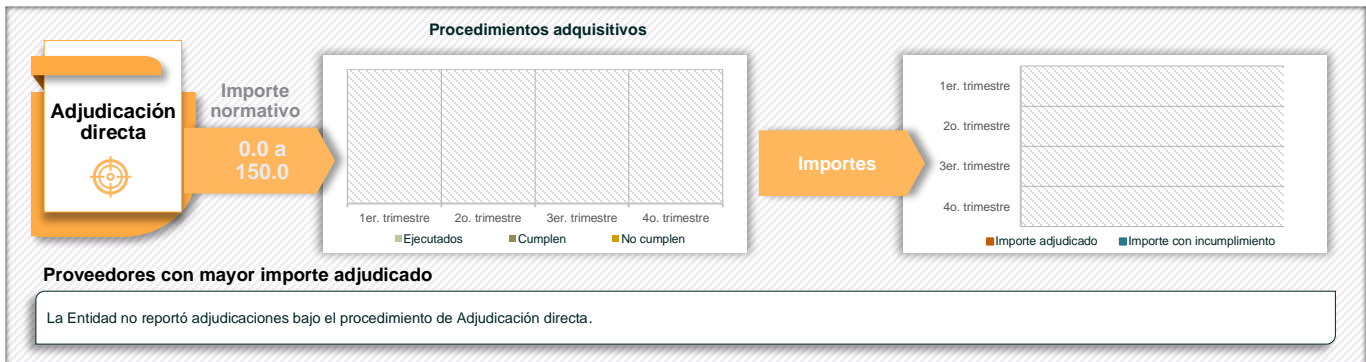 Procedimientos adquisitivos
Adjudicación
directa
Importe
normativo
0.0 a
150.0
1er. trimestre
2o. trimestre
3er. trimestre
4o. trimestre
Ejecutados
Cumplen
No cumplen
Importes
1er. trimestre
2o. trimestre
3er. trimestre
4o. trimestre
Importe adjudicado
Importe con incumplimiento
Proveedores con mayor importe adjudicado
La Entidad no reportó adjudicaciones bajo el procedimiento de Adjudicación directa.